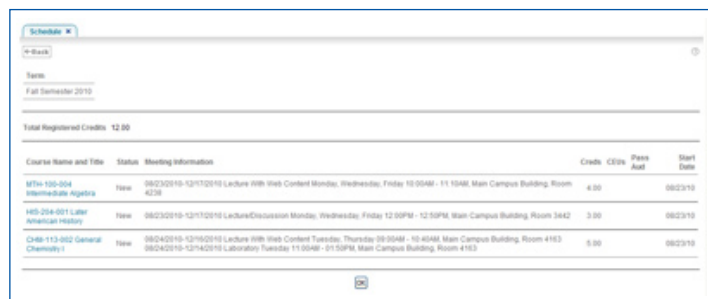 Schedule X
Back
Term
Fall Semester 2010
Total Registered Credits 12.00
Course Name and Title Status Meeting Information Creds CEUs Pass Aud Start Date
MTH-100-004 Intermediate Algebra New 08/23/2010-12/17/2010 Lecture With Web Content Monday, Wednesday, Friday 10:00AM - 11:10AM, Main Campus Building, Room 4238 4.00 08/23/10
HIS-204-001 Later American History New 08/23/2010-12/17/2010 Lecture/Discussion Monday, Wednesday, Friday 12:00PM - 12:50PM, Main Campus Building, Room 3442 3.00 08/23/10
CHM-113-002 General Chemistry I New 08/24/2010-12/16/2010 Lecture With Web Content Tuesday, Thursday 09:00AM - 10:40AM, Main Campus Building, Room 4163
08/24/2010-12/14/2010 Laboratory Tuesday 11:00AM - 01:50PM, Main Campus Building, Room 4163 5.00 08/23/10
OK